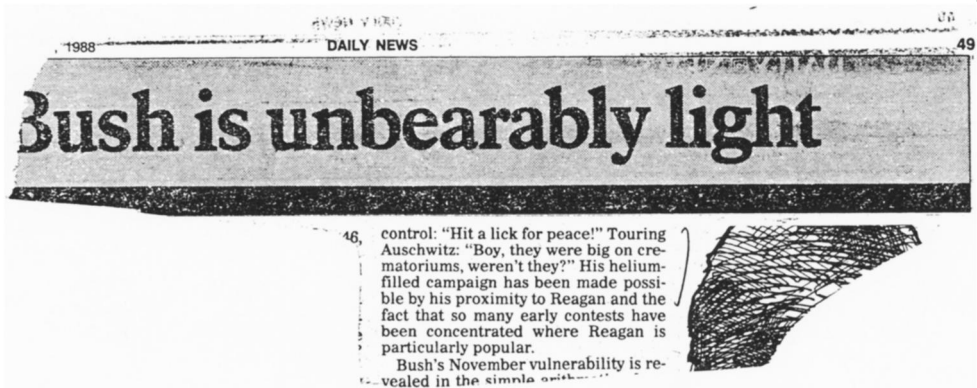 , 1988
DAILY NEWS
49
Bush is unbearably light
46,
control: “Hit a lick for peace!” Touring
Auschwitz: “Boy, they were big on cre-
matoriums, weren't they?” His helium-
filled campaign has been made possi-
ble by his proximity to Reagan and the
fact that so many early contests have
been concentrated where Reagan is
particularly popular.
Bush's November vulnerability is re-
vealed in the simple